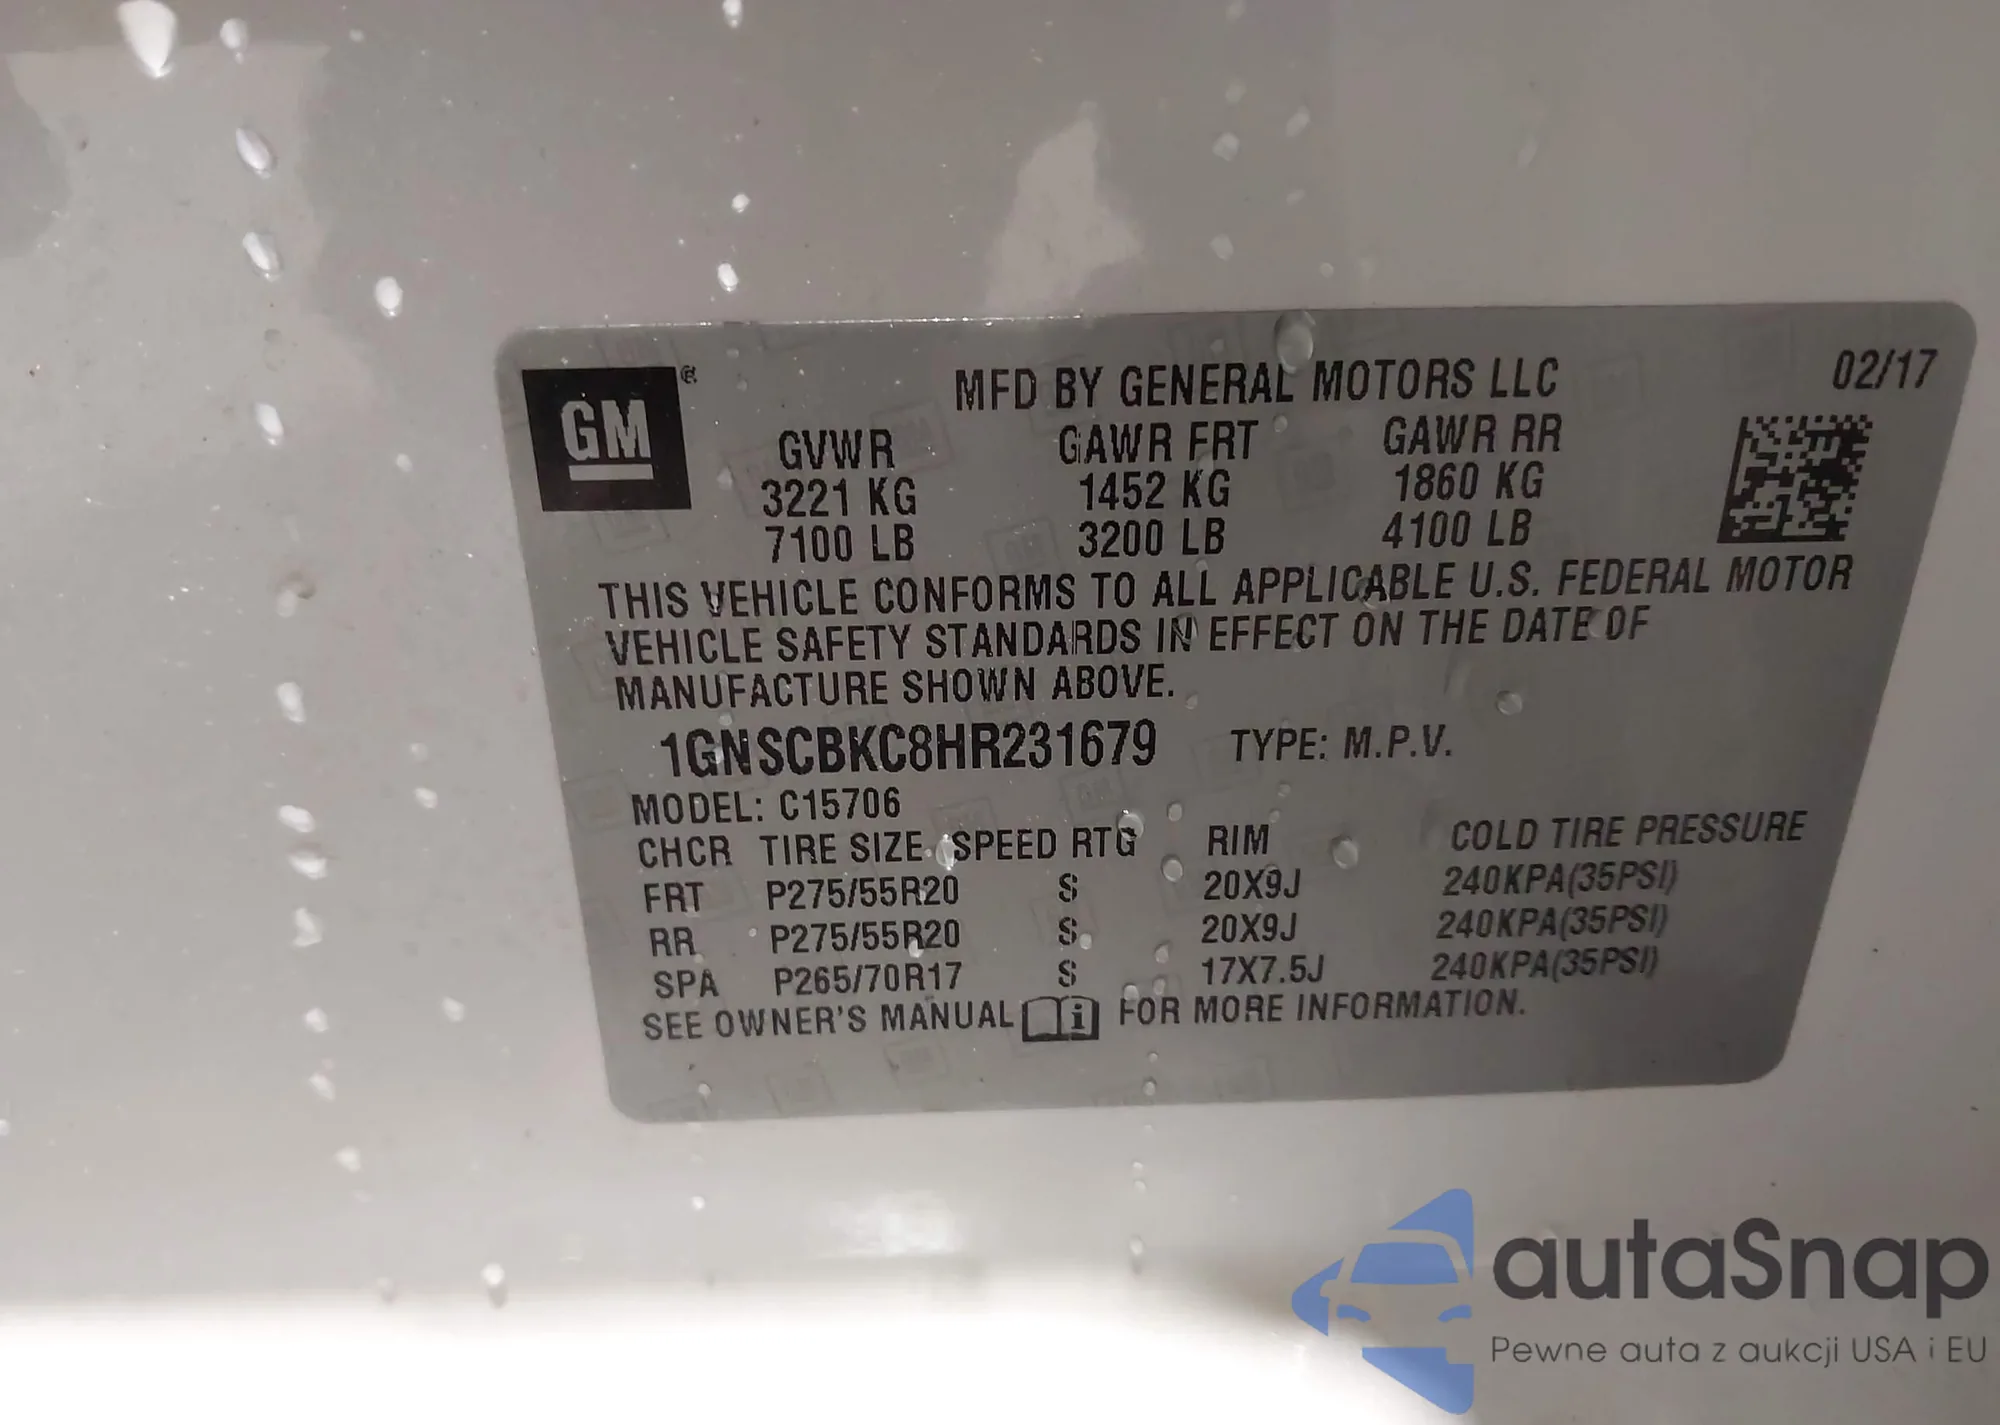 GM ®
MFD BY GENERAL MOTORS LLC 02/17
GVWR GAWR FRT GAWR RR
3221 KG 1452 KG 1860 KG
7100 LB 3200 LB 4100 LB
THIS VEHICLE CONFORMS TO ALL APPLICABLE U.S. FEDERAL MOTOR
VEHICLE SAFETY STANDARDS IN EFFECT ON THE DATE OF
MANUFACTURE SHOWN ABOVE.
1GNSCBKC8HR231679 TYPE: M.P.V.
MODEL: C15706
CHCR TIRE SIZE SPEED RTG RIM COLD TIRE PRESSURE
FRT P275/55R20 S 20X9J 240KPA(35PSI)
RR P275/55R20 S 20X9J 240KPA(35PSI)
SPA P265/70R17 S 17X7.5J 240KPA(35PSI)
SEE OWNER'S MANUAL i FOR MORE INFORMATION.
autaSnap
Pewne auta z aukcji USA i EU